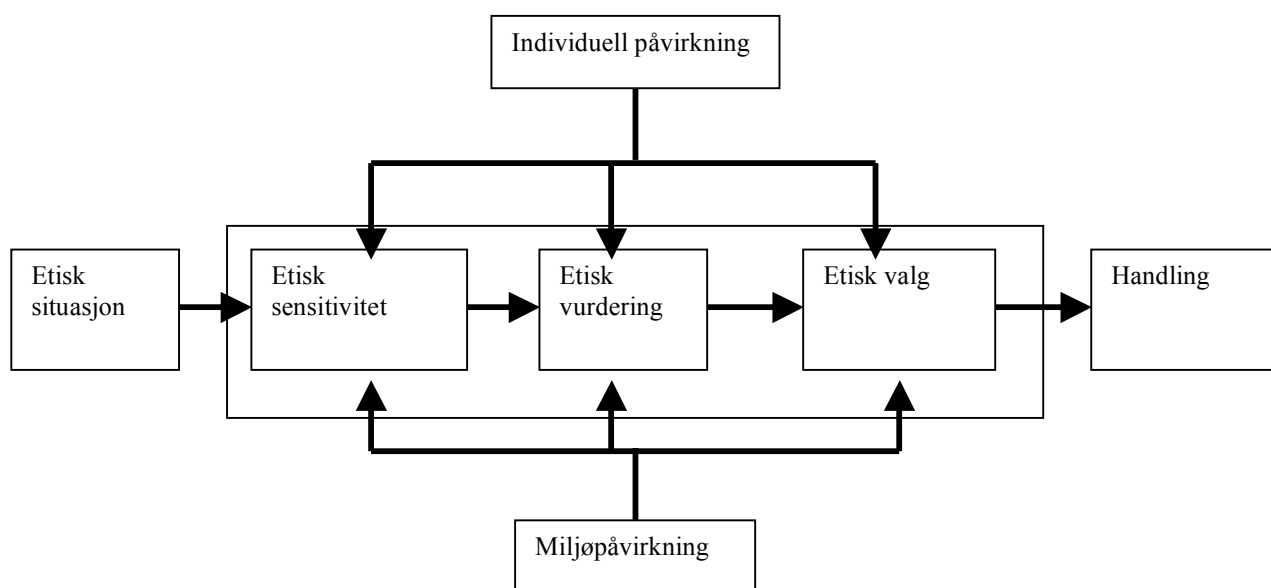 Individuell påvirkning
Etisk
situasjon
Etisk
sensitivitet
Etisk
vurdering
Etisk valg
Handling
Miljøpåvirkning